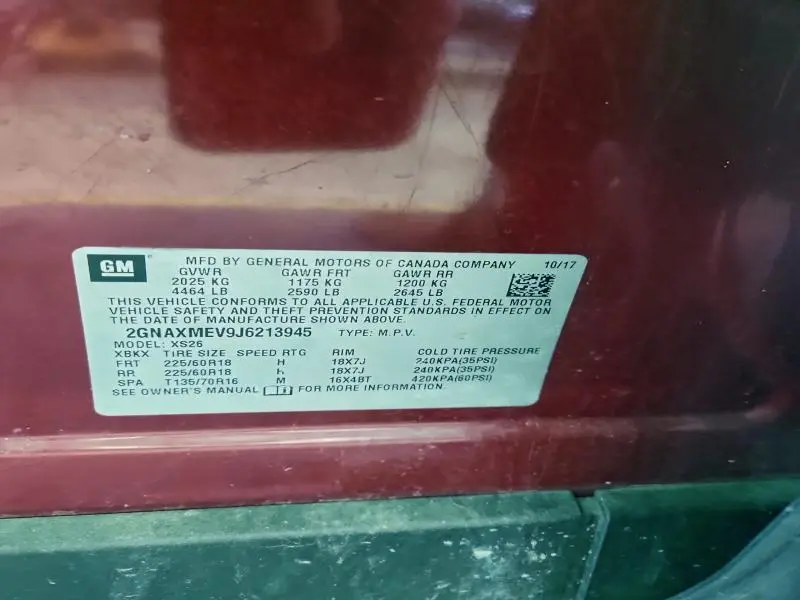 GM ® MFD BY GENERAL MOTORS OF CANADA COMPANY 10/17
GVWR GAWR FRT GAWR RR
2025 KG 1175 KG 1200 KG
4464 LB 2590 LB 2645 LB
THIS VEHICLE CONFORMS TO ALL APPLICABLE U.S. FEDERAL MOTOR
VEHICLE SAFETY AND THEFT PREVENTION STANDARDS IN EFFECT ON
THE DATE OF MANUFACTURE SHOWN ABOVE.
2GNAXMEV9J6213945 TYPE: M.P.V.
MODEL: XS26
XBKX TIRE SIZE SPEED RTG RIM COLD TIRE PRESSURE
FRT 225/60R18 H 18X7J 240KPA(35PSI)
RR 225/60R18 H 18X7J 240KPA(35PSI)
SPA T135/70R16 M 16X4BT 420KPA(60PSI)
SEE OWNER'S MANUAL FOR MORE INFORMATION.